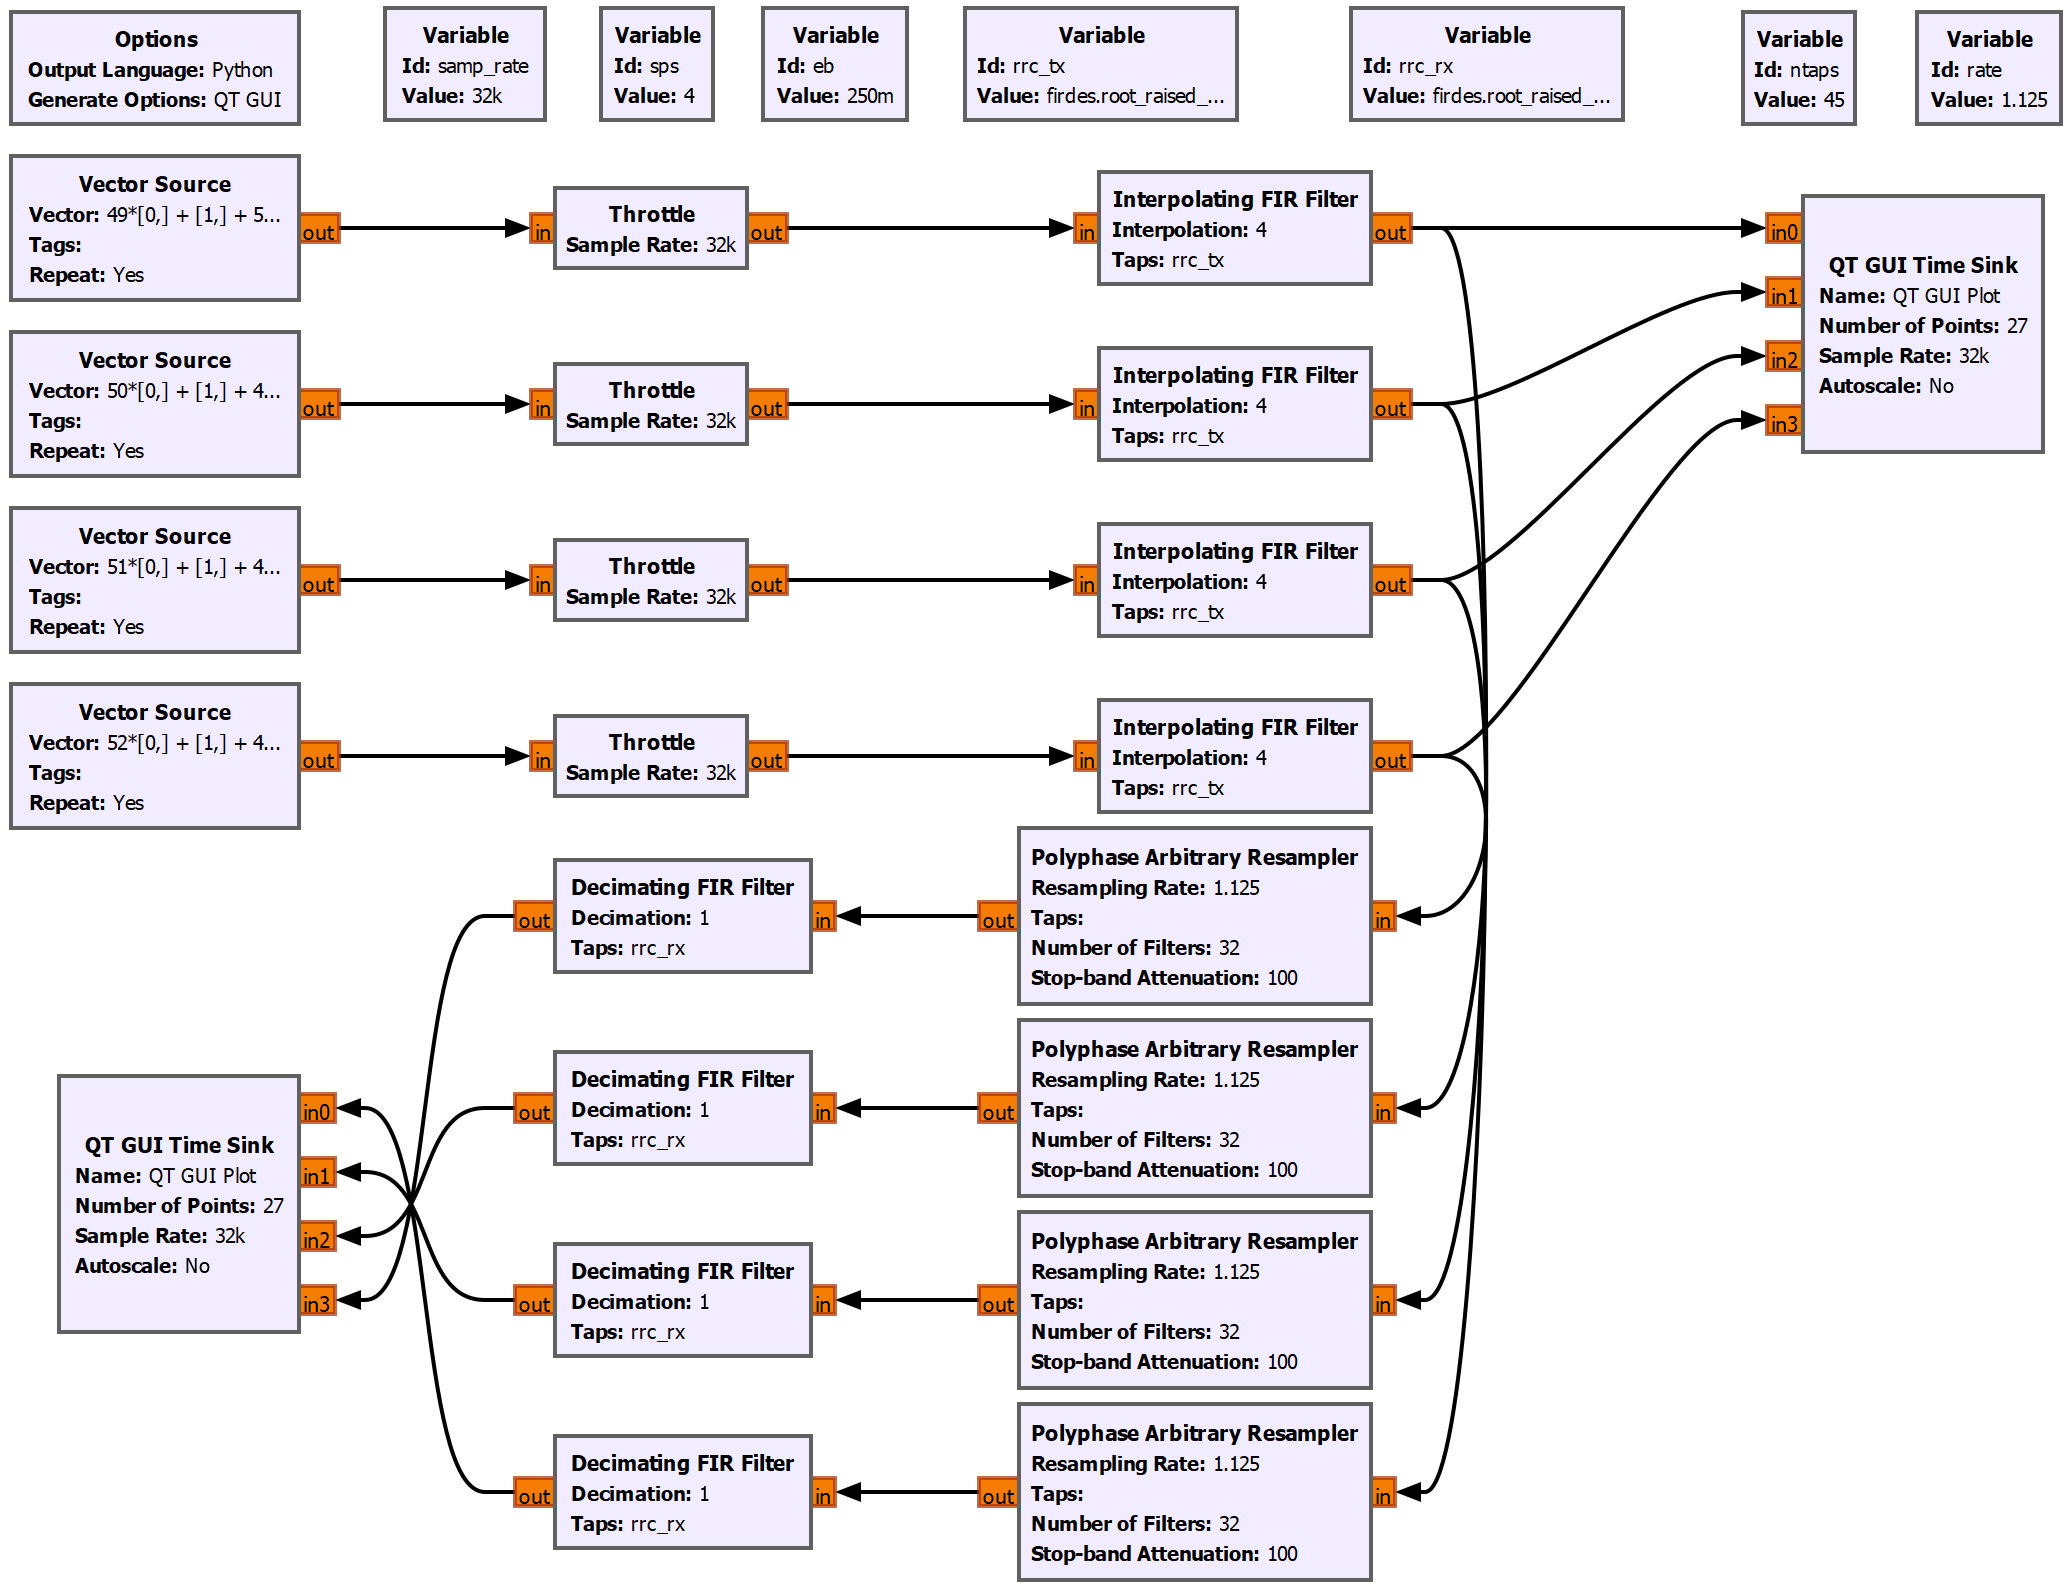 Options
Output Language: Python
Generate Options: QT GUI
Variable
Id: samp_rate
Value: 32k
Variable
Id: sps
Value: 4
Variable
Id: eb
Value: 250m
Variable
Id: rrc_tx
Value: firdes.root_raised_...
Variable
Id: rrc_rx
Value: firdes.root_raised_...
Variable
Id: ntaps
Value: 45
Variable
Id: rate
Value: 1.125
Vector Source
Vector: 49*[0,] + [1,] + 5...
Tags:
Repeat: Yes
out
in
Throttle
Sample Rate: 32k
out
in
Interpolating FIR Filter
Interpolation: 4
Taps: rrc_tx
out
in0
in1
in2
in3
QT GUI Time Sink
Name: QT GUI Plot
Number of Points: 27
Sample Rate: 32k
Autoscale: No
Vector Source
Vector: 50*[0,] + [1,] + 4...
Tags:
Repeat: Yes
out
in
Throttle
Sample Rate: 32k
out
in
Interpolating FIR Filter
Interpolation: 4
Taps: rrc_tx
out
Vector Source
Vector: 51*[0,] + [1,] + 4...
Tags:
Repeat: Yes
out
in
Throttle
Sample Rate: 32k
out
in
Interpolating FIR Filter
Interpolation: 4
Taps: rrc_tx
out
Vector Source
Vector: 52*[0,] + [1,] + 4...
Tags:
Repeat: Yes
out
in
Throttle
Sample Rate: 32k
out
in
Interpolating FIR Filter
Interpolation: 4
Taps: rrc_tx
out
out
Decimating FIR Filter
Decimation: 1
Taps: rrc_rx
in
out
Polyphase Arbitrary Resampler
Resampling Rate: 1.125
Taps:
Number of Filters: 32
Stop-band Attenuation: 100
in
out
Decimating FIR Filter
Decimation: 1
Taps: rrc_rx
in
out
Polyphase Arbitrary Resampler
Resampling Rate: 1.125
Taps:
Number of Filters: 32
Stop-band Attenuation: 100
in
QT GUI Time Sink
Name: QT GUI Plot
Number of Points: 27
Sample Rate: 32k
Autoscale: No
in0
in1
in2
in3
out
Decimating FIR Filter
Decimation: 1
Taps: rrc_rx
in
out
Polyphase Arbitrary Resampler
Resampling Rate: 1.125
Taps:
Number of Filters: 32
Stop-band Attenuation: 100
in
out
Decimating FIR Filter
Decimation: 1
Taps: rrc_rx
in
out
Polyphase Arbitrary Resampler
Resampling Rate: 1.125
Taps:
Number of Filters: 32
Stop-band Attenuation: 100
in